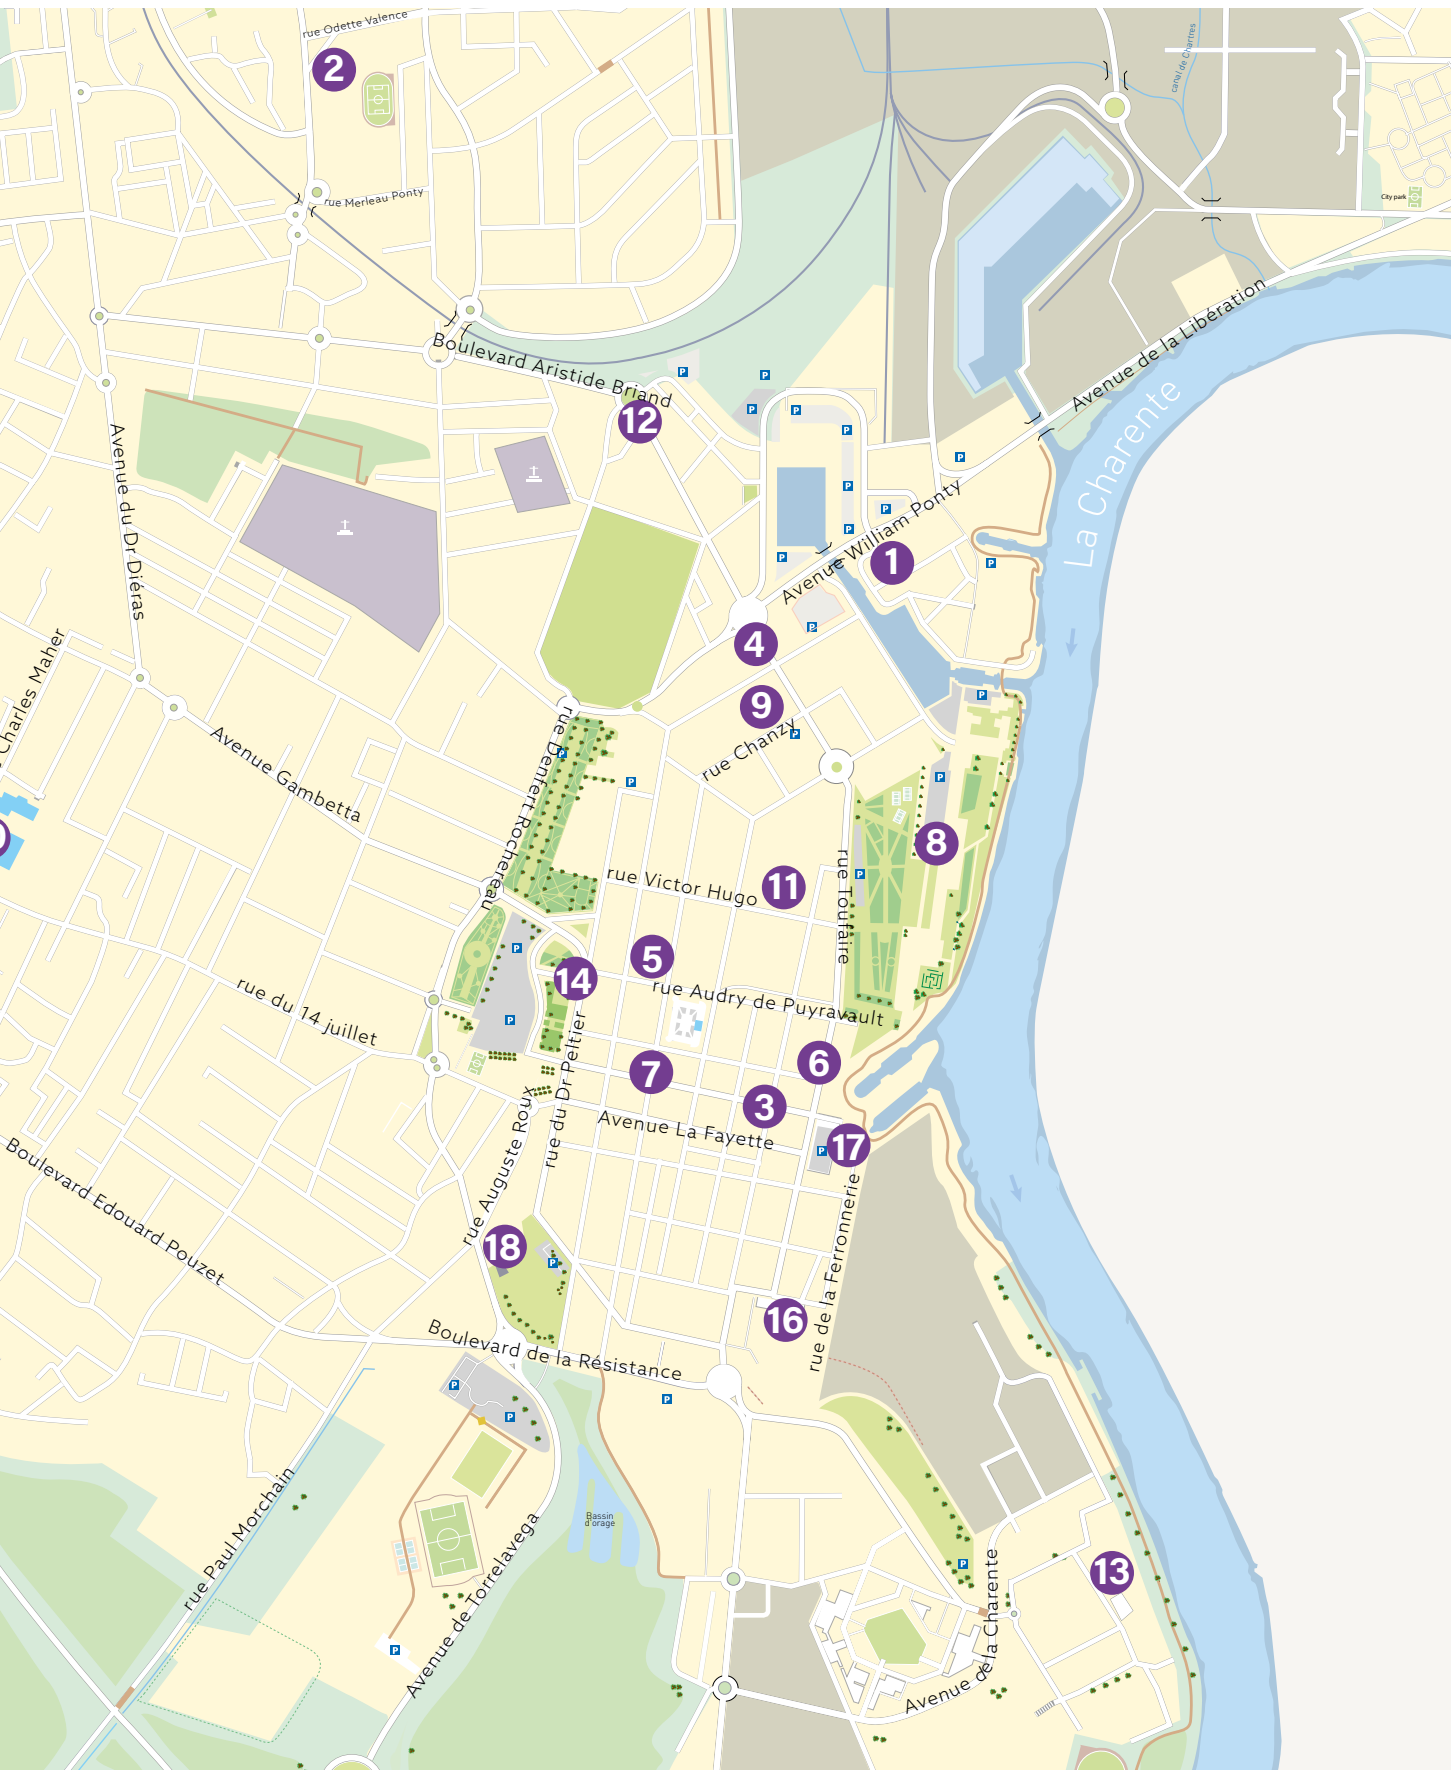 rue Odette Valence
2
canal de Chartres
City park
rue Merleau Ponty
Avenue de la Libération
Boulevard Aristide Briand
P
P
P
P
P
12
La Charente
Avenue du Dr Diéras
P
P
P
Avenue William Ponty
P
P
1
P
P
4
Charles Maher
P
9
rue Chanzy
P
rue Denfert Rochereau
P
P
P
Avenue Gambetta
8
rue Victor Hugo
11
rue Toufaire
P
P
5
14
rue du 14 juillet
rue Audry de Puyravault
P
rue du Dr Peltier
6
7
3
rue Auguste Roux
Avenue La Fayette
17
P
Boulevard Edouard Pouzet
18
P
rue de la Ferronnerie
16
Boulevard de la Résistance
P
P
P
rue Paul Morchain
Bassin
d'orage
Avenue de Torrelavega
P
13
Avenue de la Charente
P